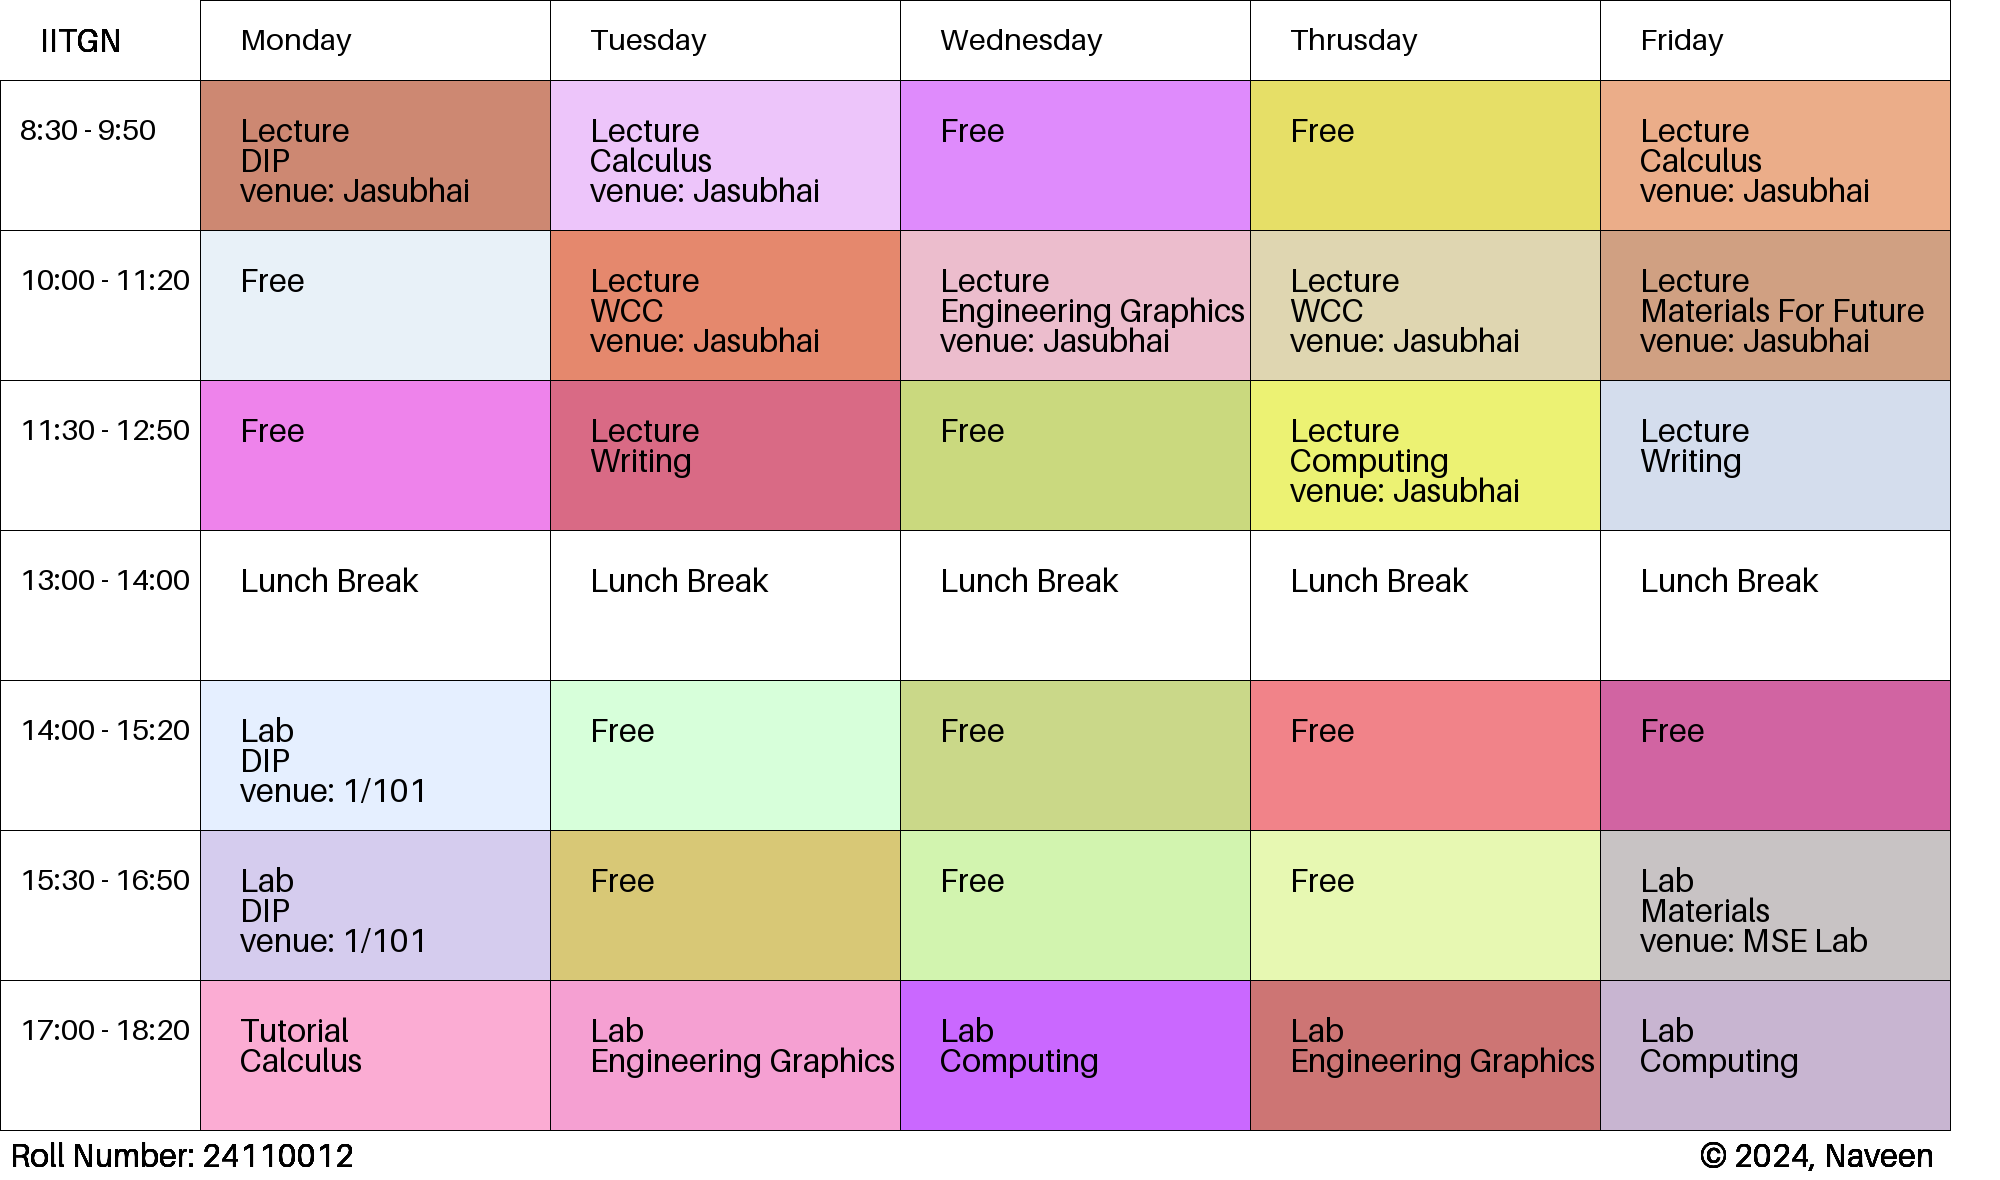 IITGN
Monday
Tuesday
Wednesday
Thrusday
Friday
8:30 - 9:50
Lecture
DIP
venue: Jasubhai
Lecture
Calculus
venue: Jasubhai
Free
Free
Lecture
Calculus
venue: Jasubhai
10:00 - 11:20
Free
Lecture
WCC
venue: Jasubhai
Lecture
Engineering Graphics
venue: Jasubhai
Lecture
WCC
venue: Jasubhai
Lecture
Materials For Future
venue: Jasubhai
11:30 - 12:50
Free
Lecture
Writing
Free
Lecture
Computing
venue: Jasubhai
Lecture
Writing
13:00 - 14:00
Lunch Break
Lunch Break
Lunch Break
Lunch Break
Lunch Break
14:00 - 15:20
Lab
DIP
venue: 1/101
Free
Free
Free
Free
15:30 - 16:50
Lab
DIP
venue: 1/101
Free
Free
Free
Lab
Materials
venue: MSE Lab
17:00 - 18:20
Tutorial
Calculus
Lab
Engineering Graphics
Lab
Computing
Lab
Engineering Graphics
Lab
Computing
Roll Number: 24110012
© 2024, Naveen